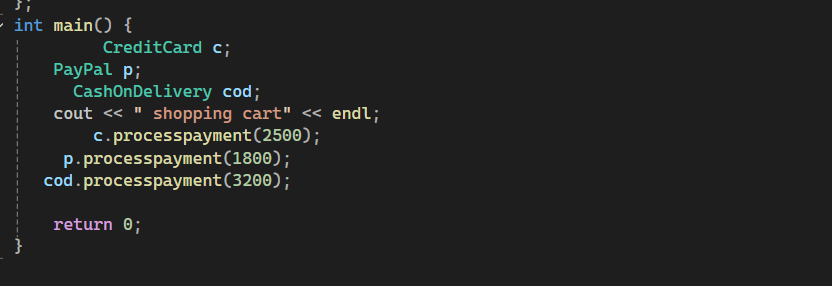 };
int main() {
CreditCard c;
PayPal p;
CashOnDelivery cod;
cout << " shopping cart" << endl;
c.processpayment(2500);
p.processpayment(1800);
cod.processpayment(3200);
return 0;
}